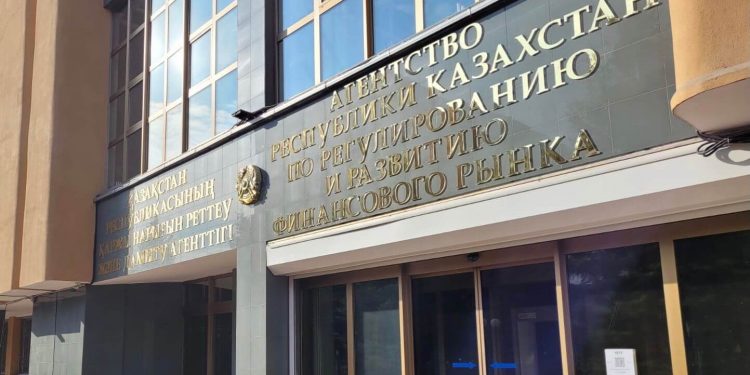 ҚАЗАҚСТАН
РЕСПУБЛИКАСЫНЫҢ
ҚАРЖЫ НАРЫҒЫН РЕТТЕУ
ЖӘНЕ ДАМЫТУ АГЕНТТІГІ
АГЕНТСТВО
РЕСПУБЛИКИ КАЗАХСТАН
ПО РЕГУЛИРОВАНИЮ
И РАЗВИТИЮ
ФИНАНСОВОГО РЫНКА